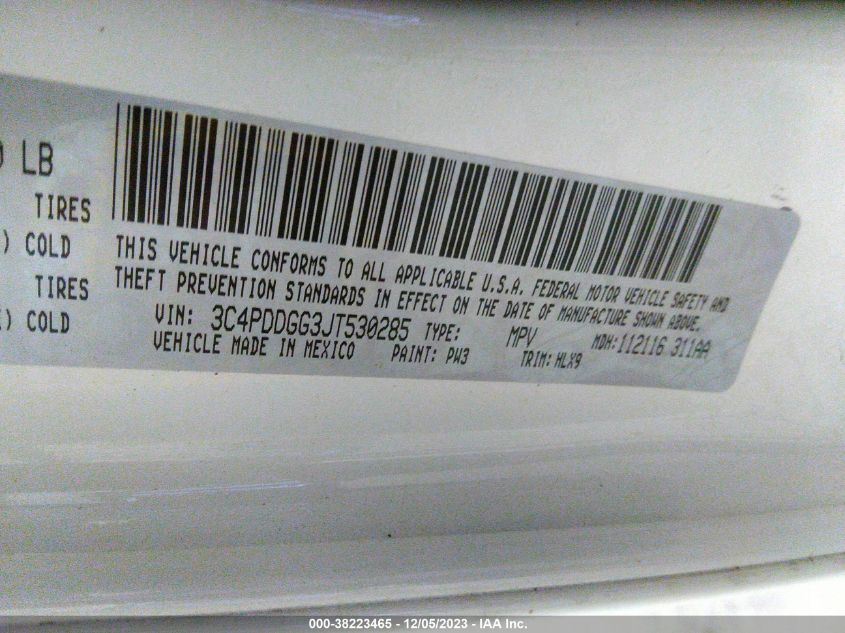 ) LB
TIRES
) COLD
TIRES
) COLD
THIS VEHICLE CONFORMS TO ALL APPLICABLE U.S.A. FEDERAL MOTOR VEHICLE SAFETY AND
THEFT PREVENTION STANDARDS IN EFFECT ON THE DATE OF MANUFACTURE SHOWN ABOVE.
VIN: 3C4PDDGG3JT530285 TYPE: MPV MDH:112116 311AA
VEHICLE MADE IN MEXICO PAINT: PW3 TRIM: HLX9
000-38223465 - 12/05/2023 - IAA Inc.